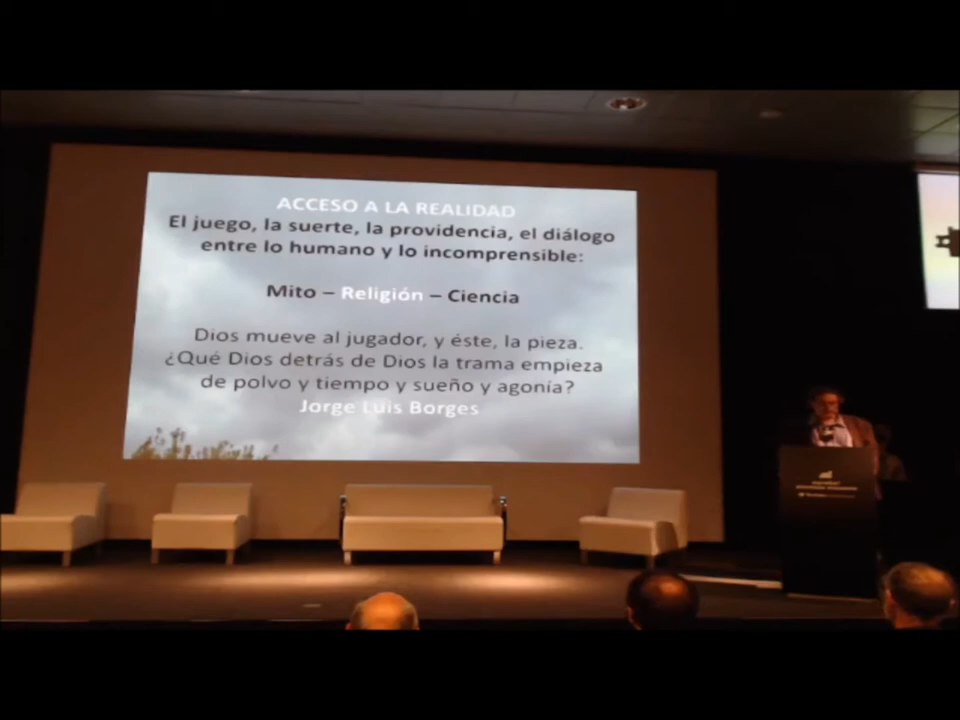 ACCESO A LA REALIDAD
El juego, la suerte, la providencia, el diálogo
entre lo humano y lo incomprensible:
Mito – Religión – Ciencia
Dios mueve al jugador, y éste, la pieza.
¿Qué Dios detrás de Dios la trama empieza
de polvo y tiempo y sueño y agonía?
Jorge Luis Borges